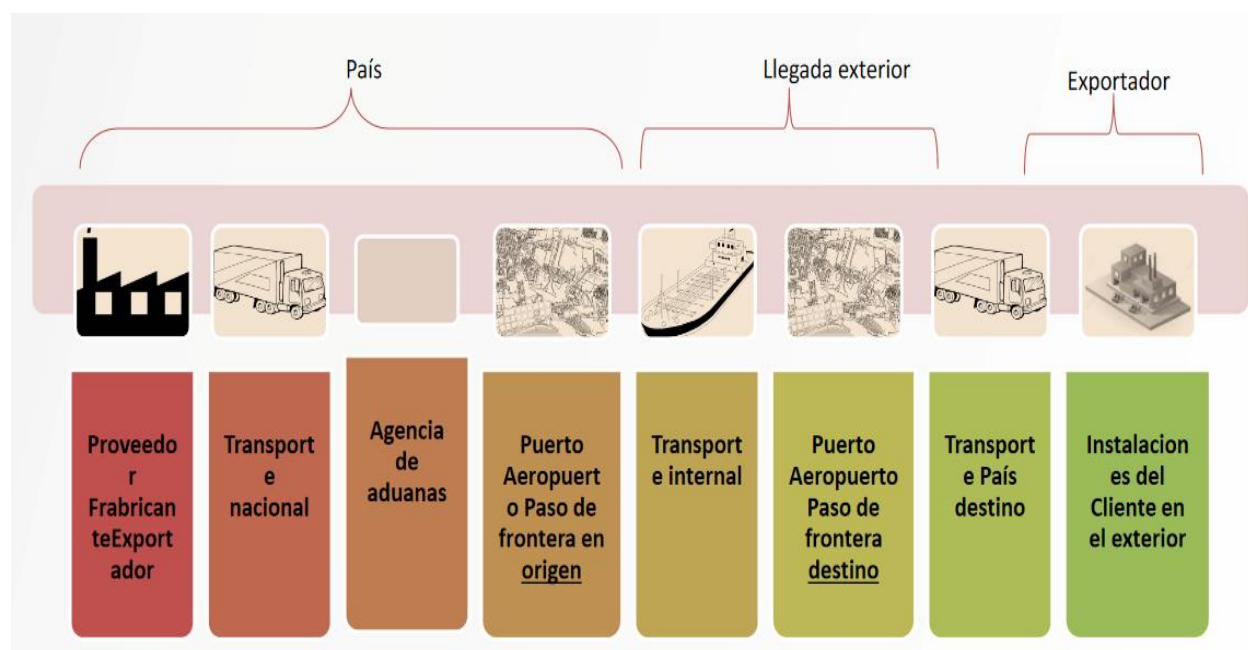 País
Llegada exterior
Exportador
Proveedo
r
Frabrican
teExport
ador
Transport
e
nacional
Agencia
de
aduanas
Puerto
Aeropuert
o Paso de
frontera en
origen
Transport
e internal
Puerto
Aeropuerto
Paso de
frontera
destino
Transport
e País
destino
Instalacion
es del
Cliente en
el exterior